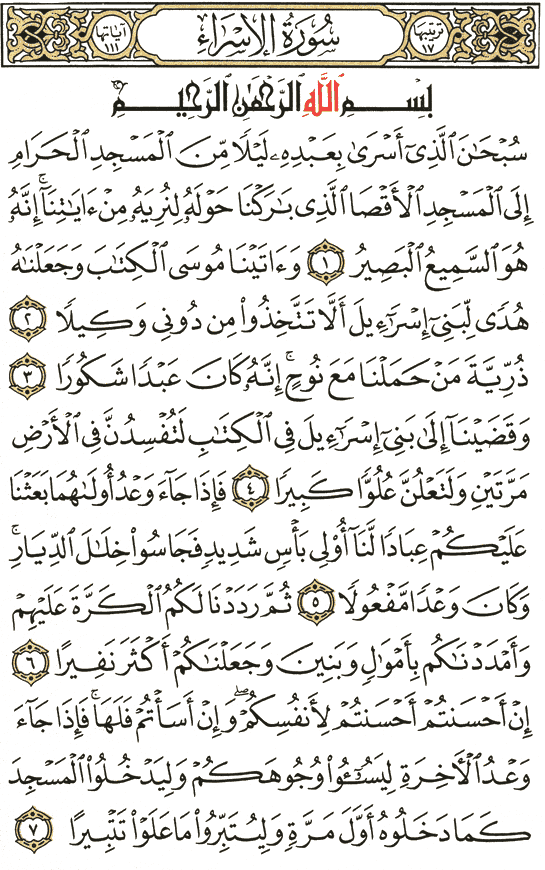 ترتيبها ١٧ سُورَةُ الإِسْرَاءِ آياتها ١١١
بِسْمِ ٱللَّهِ ٱلرَّحْمَٰنِ ٱلرَّحِيمِ
سُبْحَٰنَ ٱلَّذِىٓ أَسْرَىٰ بِعَبْدِهِۦ لَيْلًا مِّنَ ٱلْمَسْجِدِ ٱلْحَرَامِ
إِلَى ٱلْمَسْجِدِ ٱلْأَقْصَا ٱلَّذِى بَٰرَكْنَا حَوْلَهُۥ لِنُرِيَهُۥ مِنْ ءَايَٰتِنَآ ۚ إِنَّهُۥ
هُوَ ٱلسَّمِيعُ ٱلْبَصِيرُ ١ وَءَاتَيْنَا مُوسَى ٱلْكِتَٰبَ وَجَعَلْنَٰهُ
هُدًى لِّبَنِىٓ إِسْرَٰٓءِيلَ أَلَّا تَتَّخِذُوا۟ مِن دُونِى وَكِيلًا ٢
ذُرِّيَّةَ مَنْ حَمَلْنَا مَعَ نُوحٍ ۚ إِنَّهُۥ كَانَ عَبْدًا شَكُورًا ٣
وَقَضَيْنَآ إِلَىٰ بَنِىٓ إِسْرَٰٓءِيلَ فِى ٱلْكِتَٰبِ لَتُفْسِدُنَّ فِى ٱلْأَرْضِ
مَرَّتَيْنِ وَلَتَعْلُنَّ عُلُوًّا كَبِيرًا ٤ فَإِذَا جَآءَ وَعْدُ أُولَىٰهُمَا بَعَثْنَا
عَلَيْكُمْ عِبَادًا لَّنَآ أُو۟لِى بَأْسٍ شَدِيدٍ فَجَاسُوا۟ خِلَٰلَ ٱلدِّيَارِ ۚ
وَكَانَ وَعْدًا مَّفْعُولًا ٥ ثُمَّ رَدَدْنَا لَكُمُ ٱلْكَرَّةَ عَلَيْهِمْ
وَأَمْدَدْنَٰكُم بِأَمْوَٰلٍ وَبَنِينَ وَجَعَلْنَٰكُمْ أَكْثَرَ نَفِيرًا ٦
إِنْ أَحْسَنتُمْ أَحْسَنتُمْ لِأَنفُسِكُمْ ۖ وَإِنْ أَسَأْتُمْ فَلَهَا ۚ فَإِذَا جَآءَ
وَعْدُ ٱلْأَخِرَةِ لِيَسُۥٓـُٔوا۟ وُجُوهَكُمْ وَلِيَدْخُلُوا۟ ٱلْمَسْجِدَ
كَمَا دَخَلُوهُ أَوَّلَ مَرَّةٍ وَلِيُتَبِّرُوا۟ مَا عَلَوْا۟ تَتْبِيرًا ٧